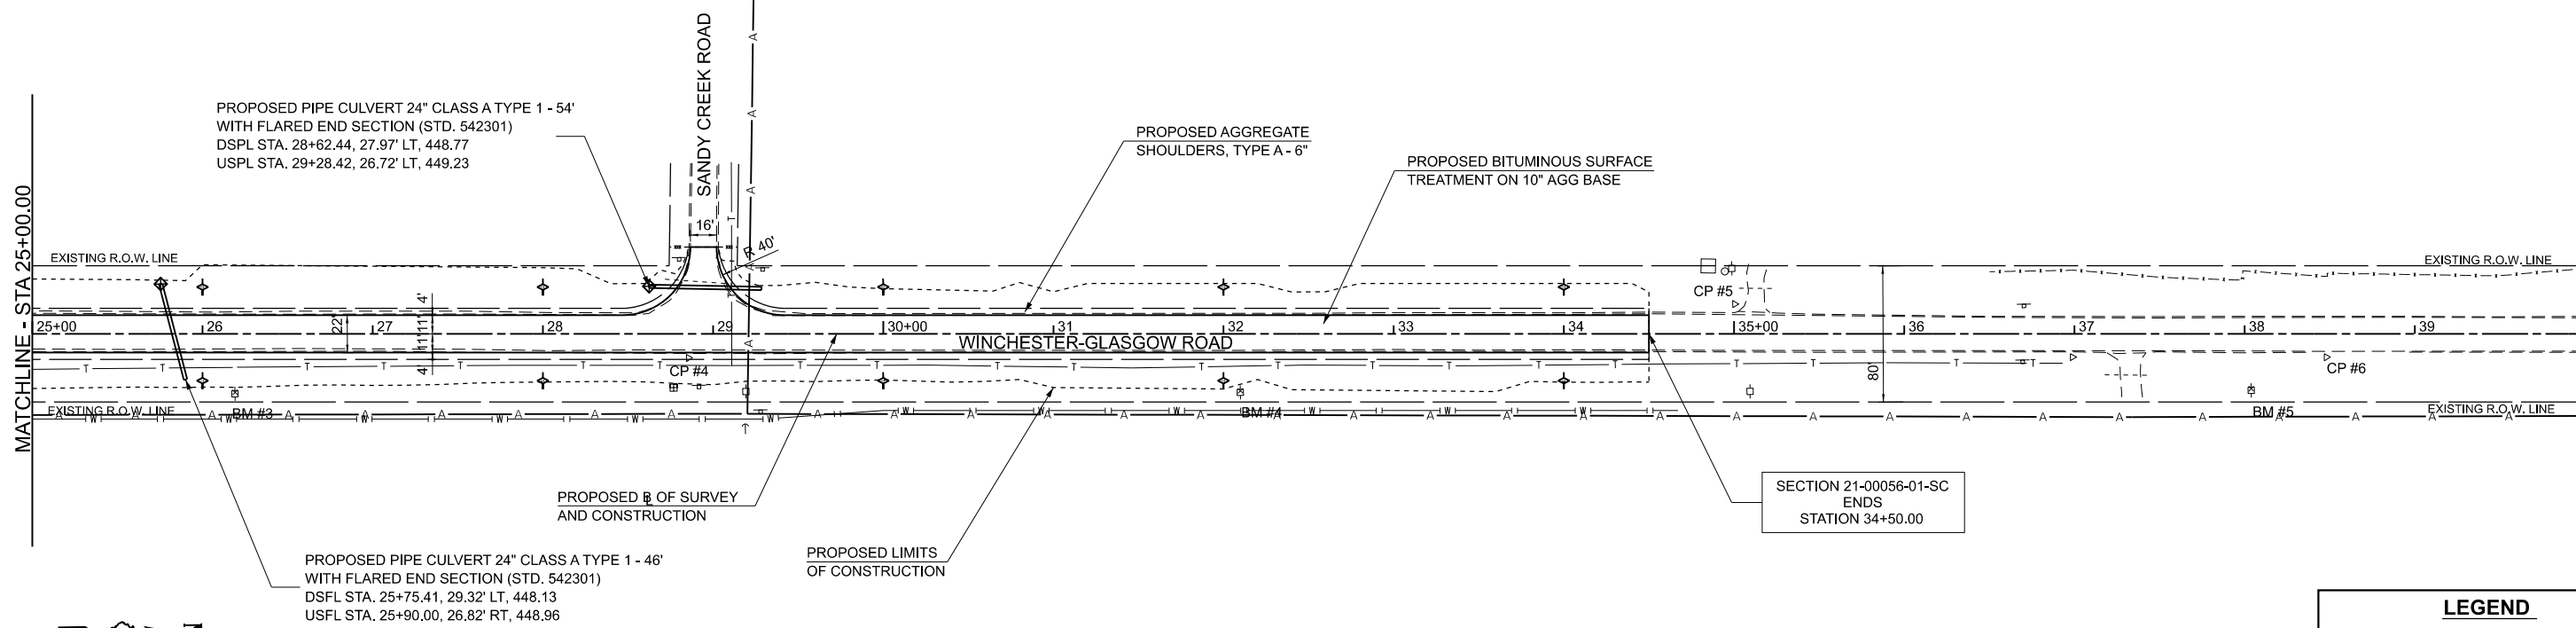 SANDY CREEK ROAD
PROPOSED PIPE CULVERT 24" CLASS A TYPE 1 - 54'
WITH FLARED END SECTION (STD. 542301)
DSPL STA. 28+62.44, 27.97' LT, 448.77
USPL STA. 29+28.42, 26.72' LT, 449.23
PROPOSED AGGREGATE
SHOULDERS, TYPE A - 6"
PROPOSED BITUMINOUS SURFACE
TREATMENT ON 10" AGG BASE
MATCHLINE - STA 25+00.00
EXISTING R.O.W. LINE
16'
R 40'
CP #5
EXISTING R.O.W. LINE
4'
22'
11'
11'
4'
25+00
26
27
28
29
30+00
31
32
33
34
35+00
36
37
38
39
WINCHESTER-GLASGOW ROAD
CP #4
80'
CP #6
EXISTING R.O.W. LINE
BM #3
BM #4
BM #5
EXISTING R.O.W. LINE
PROPOSED ⅊ OF SURVEY
AND CONSTRUCTION
PROPOSED LIMITS
OF CONSTRUCTION
SECTION 21-00056-01-SC
ENDS
STATION 34+50.00
PROPOSED PIPE CULVERT 24" CLASS A TYPE 1 - 46'
WITH FLARED END SECTION (STD. 542301)
DSFL STA. 25+75.41, 29.32' LT, 448.13
USFL STA. 25+90.00, 26.82' RT, 448.96
LEGEND